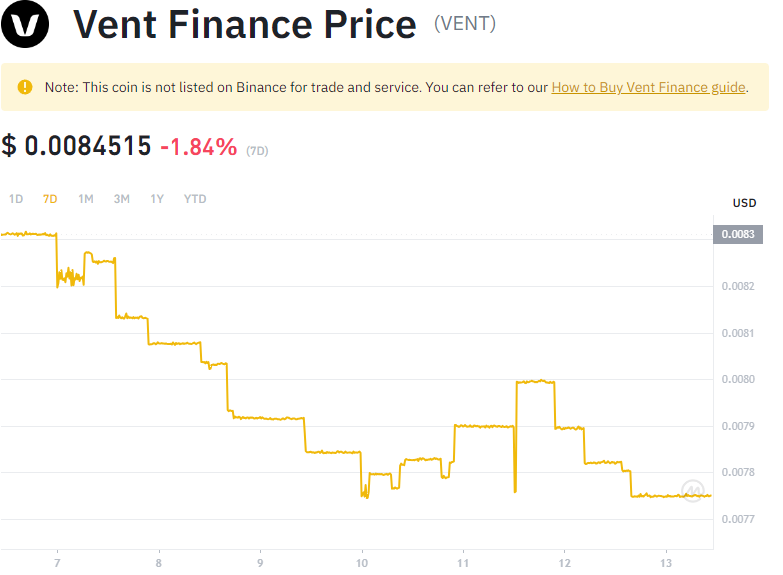 Vent Finance Price (VENT)
Note: This coin is not listed on Binance for trade and service. You can refer to our How to Buy Vent Finance guide.
$ 0.0084515 -1.84% (7D)
1D 7D 1M 3M 1Y YTD
USD
0.0083
0.0082
0.0081
0.0080
0.0079
0.0078
0.0077
7 8 9 10 11 12 13